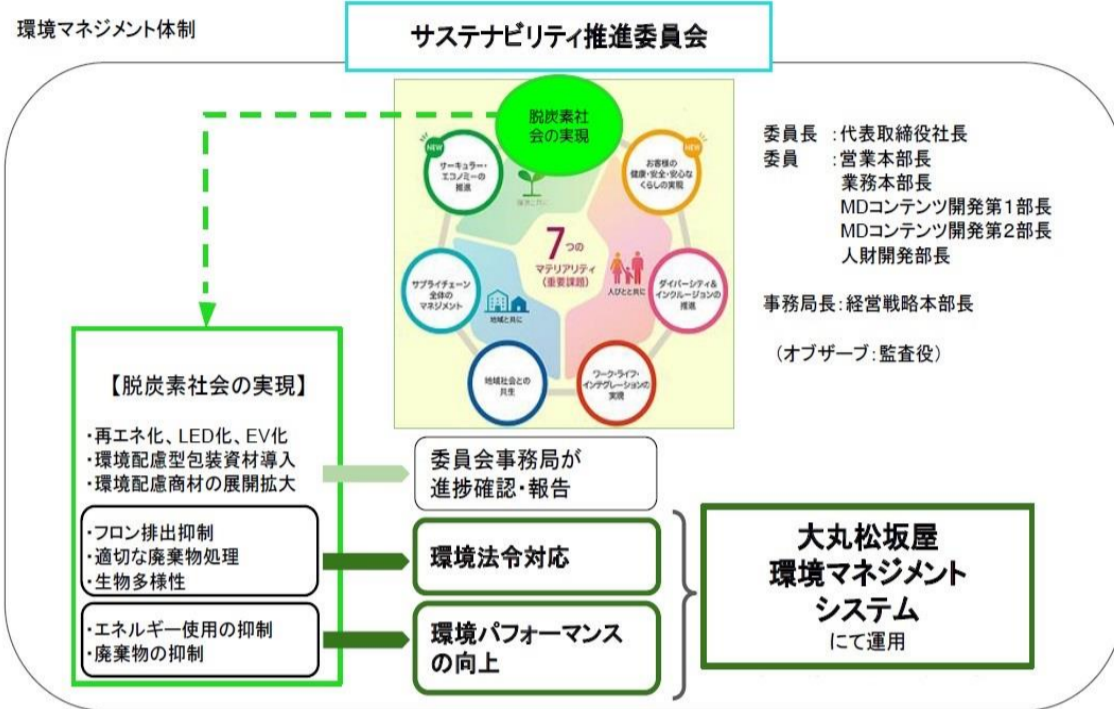 環境マネジメント体制
サステナビリティ推進委員会
脱炭素社
会の実現
NEW
サーキュラー・
エコノミーの
推進
NEW
お客様の
健康・安全・安心な
くらしの実現
7つの
マテリアリティ
(重要課題)
サプライチェーン
全体の
マネジメント
地域と共に
人びとと共に
ダイバーシティ&
インクルージョンの
推進
地域社会との
共生
ワーク・ライフ・
インテグレーションの
実現
委員長 :代表取締役社長
委員 :営業本部長
業務本部長
MDコンテンツ開発第1部長
MDコンテンツ開発第2部長
人財開発部長
事務局長:経営戦略本部長
(オブザーブ:監査役)
【脱炭素社会の実現】
・再エネ化、LED化、EV化
・環境配慮型包装資材導入
・環境配慮商材の展開拡大
委員会事務局が
進捗確認・報告
・フロン排出抑制
・適切な廃棄物処理
・生物多様性
環境法令対応
・エネルギー使用の抑制
・廃棄物の抑制
環境パフォーマンス
の向上
大丸松坂屋
環境マネジメント
システム
にて運用